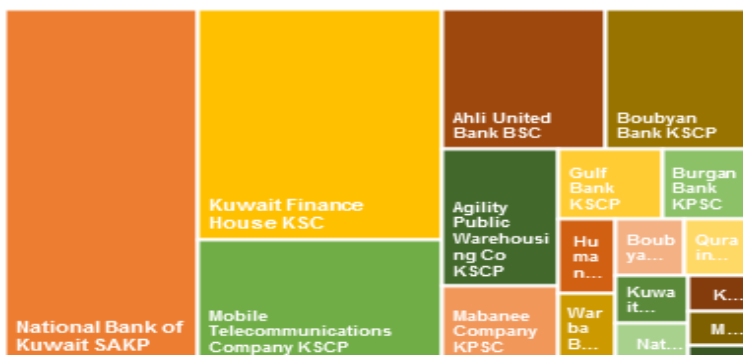 National Bank of
Kuwait SAKP
Kuwait Finance
House KSC
Mobile
Telecommunications
Company KSCP
Ahli United
Bank BSC
Boubyan
Bank KSCP
Agility
Public
Warehousi
ng Co
KSCP
Mabanee
Company
KPSC
Gulf
Bank
KSCP
Burgan
Bank
KPSC
Hu
ma
n...
Boub
ya...
Qura
in...
War
ba
B...
Kuwa
it...
Nat...
K...
M...